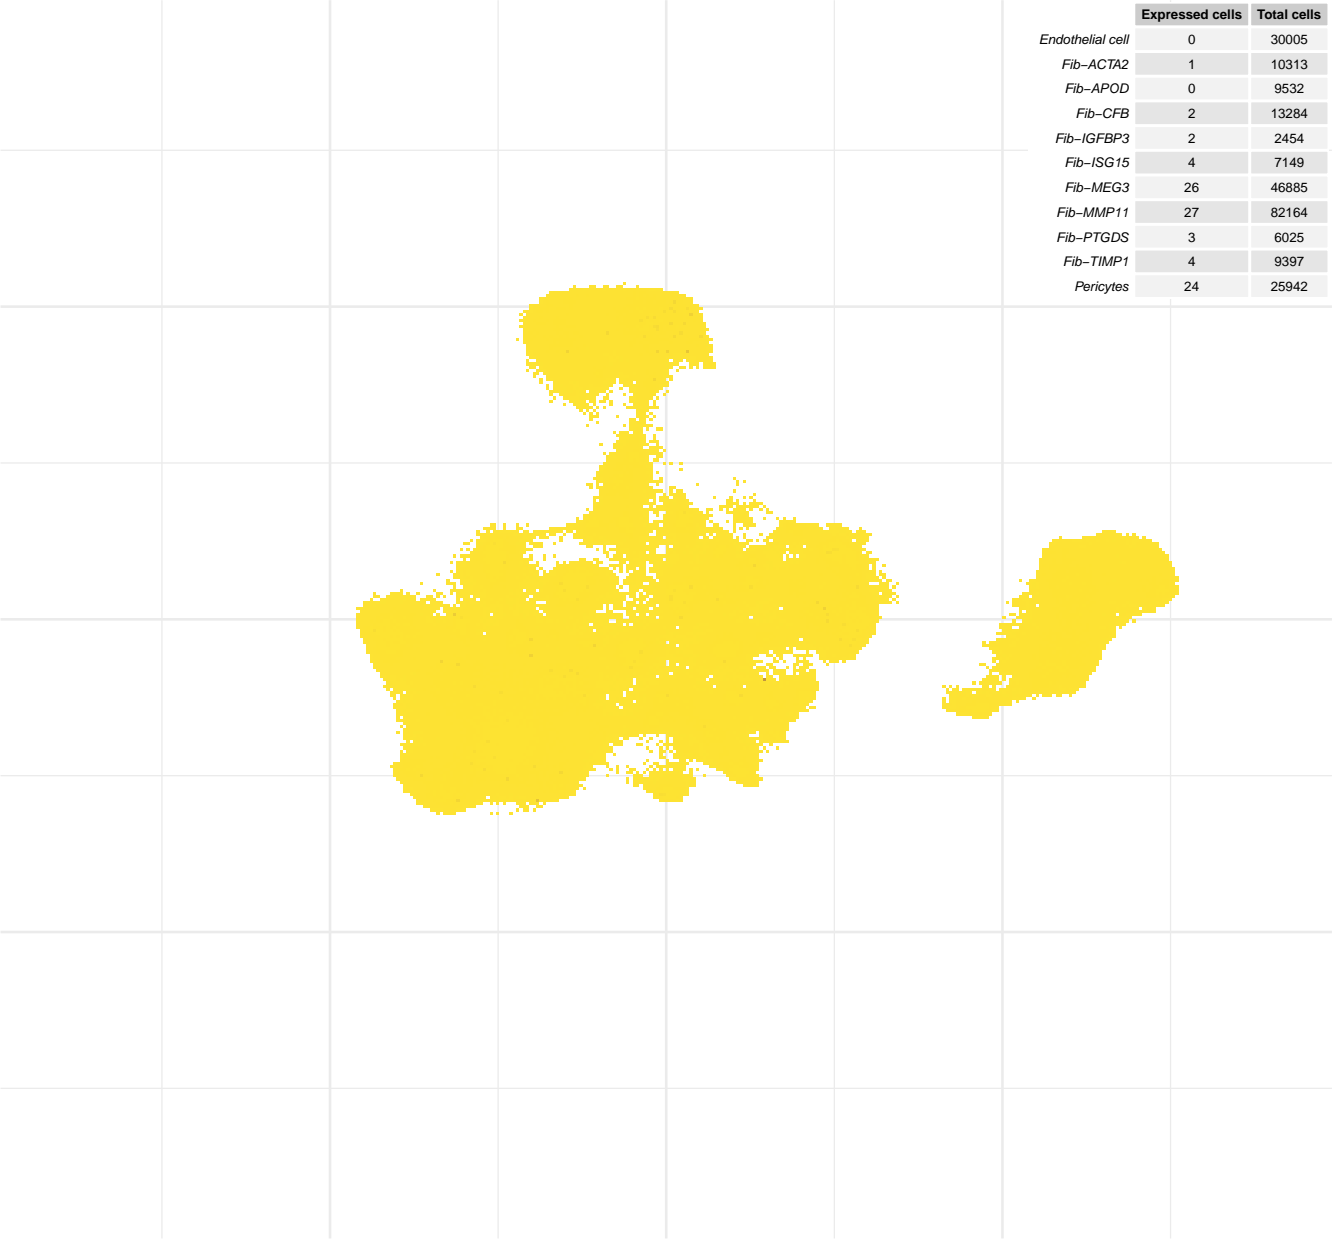 Expressed cells Total cells
Endothelial cell 0 30005
Fib−ACTA2 1 10313
Fib−APOD 0 9532
Fib−CFB 2 13284
Fib−IGFBP3 2 2454
Fib−ISG15 4 7149
Fib−MEG3 26 46885
Fib−MMP11 27 82164
Fib−PTGDS 3 6025
Fib−TIMP1 4 9397
Pericytes 24 25942